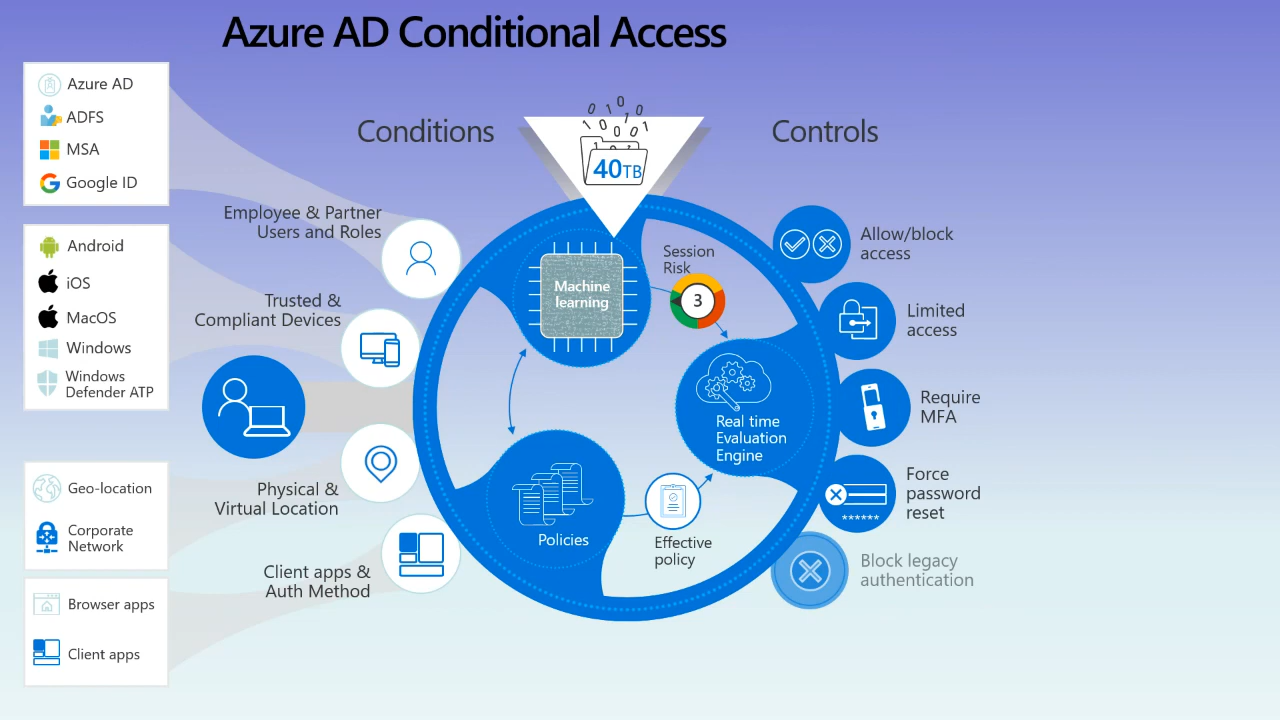 Azure AD Conditional Access
Azure AD
ADFS
MSA
Google ID
Android
iOS
MacOS
Windows
Windows
Defender ATP
Geo-location
Corporate
Network
Browser apps
Client apps
Conditions
Employee & Partner
Users and Roles
Trusted &
Compliant Devices
Physical &
Virtual Location
Client apps &
Auth Method
40TB
Machine
learning
Session
Risk
3
Real time
Evaluation
Engine
Policies
Effective
policy
Controls
Allow/block
access
Limited
access
Require
MFA
Force
password
reset
******
Block legacy
authentication